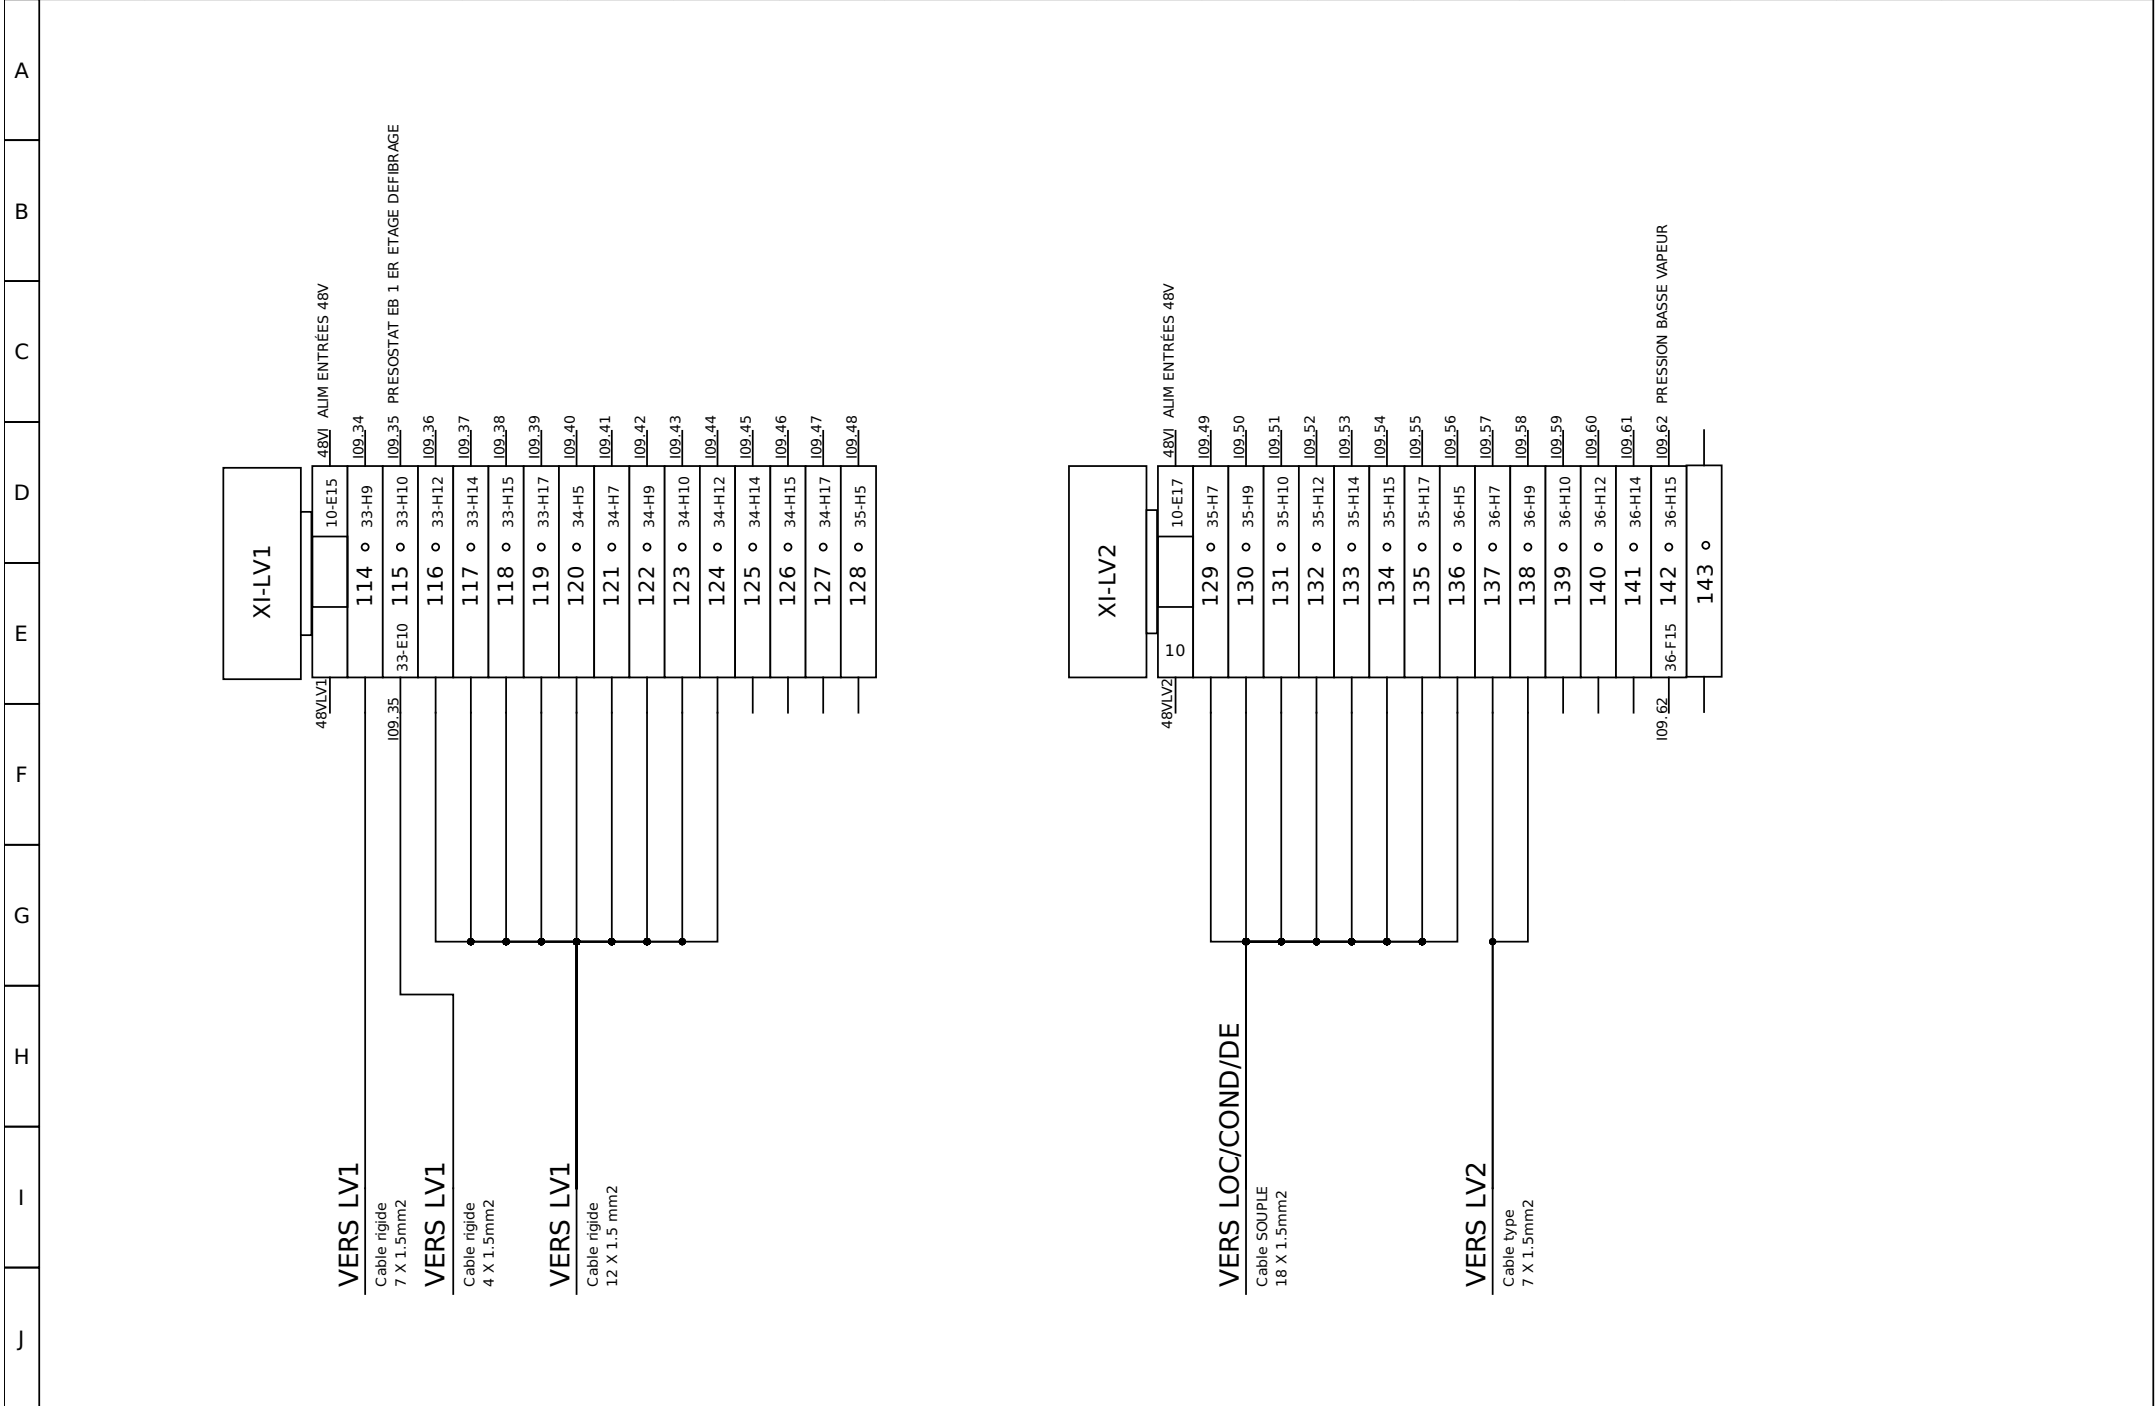 A
B
C
D
E
F
G
H
I
J
XI-LV1
48VI ALIM ENTRÉES 48V
I09.34
I09.35 PRESOSTAT EB 1 ER ETAGE DEFIBRAGE
I09.36
I09.37
I09.38
I09.39
I09.40
I09.41
I09.42
I09.43
I09.44
I09.45
I09.46
I09.47
I09.48
10-E15
33-H9
33-H10
33-H12
33-H14
33-H15
33-H17
34-H5
34-H7
34-H9
34-H10
34-H12
34-H14
34-H15
34-H17
35-H5
114
115
116
117
118
119
120
121
122
123
124
125
126
127
128
33-E10
48VLV1
I09.35
VERS LV1
Cable rigide
7 X 1.5mm2
VERS LV1
Cable rigide
4 X 1.5mm2
VERS LV1
Cable rigide
12 X 1.5 mm2
XI-LV2
48VI ALIM ENTRÉES 48V
I09.49
I09.50
I09.51
I09.52
I09.53
I09.54
I09.55
I09.56
I09.57
I09.58
I09.59
I09.60
I09.61
I09.62 PRESSION BASSE VAPEUR
10-E17
35-H7
35-H9
35-H10
35-H12
35-H14
35-H15
35-H17
36-H5
36-H7
36-H9
36-H10
36-H12
36-H14
36-H15
129
130
131
132
133
134
135
136
137
138
139
140
141
142
143
10
36-F15
48VLV2
I09.62
VERS LOC/COND/DE
Cable SOUPLE
18 X 1.5mm2
VERS LV2
Cable type
7 X 1.5mm2